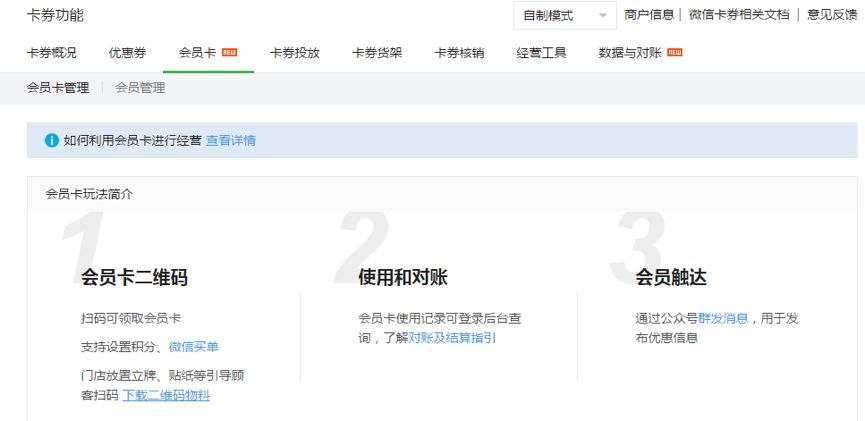 卡券功能
自制模式
商户信息| 微信卡券相关文档 | 意见反馈
卡券概况 优惠券 会员卡 NEW 卡券投放 卡券货架 卡券核销 经营工具 数据与对账 NEW
会员卡管理 | 会员管理
如何利用会员卡进行经营 查看详情
会员卡玩法简介
1
会员卡二维码
扫码可领取会员卡
支持设置积分、微信买单
门店放置立牌、贴纸等引导顾
客扫码 下载二维码物料
2
使用和对账
会员卡使用记录可登录后台查
询，了解对账及结算指引
3
会员触达
通过公众号群发消息，用于发
布优惠信息